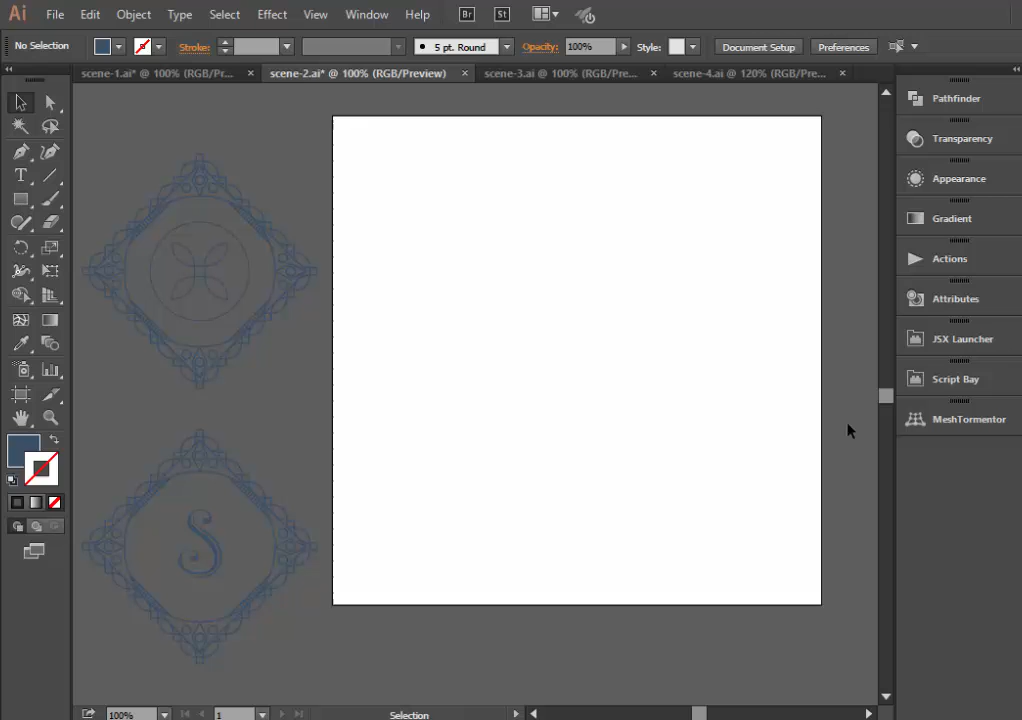 Ai File Edit Object Type Select Effect View Window Help Br St
No Selection Stroke: 5 pt. Round Opacity: 100% Style: Document Setup Preferences
scene-1.ai* @ 100% (RGB/Pr... × scene-2.ai* @ 100% (RGB/Preview) × scene-3.ai @ 100% (RGB/Pre... × scene-4.ai @ 120% (RGB/Pre... ×
Pathfinder
Transparency
Appearance
Gradient
Actions
Attributes
JSX Launcher
Script Bay
MeshTormentor
T
S
100% 1 Selection